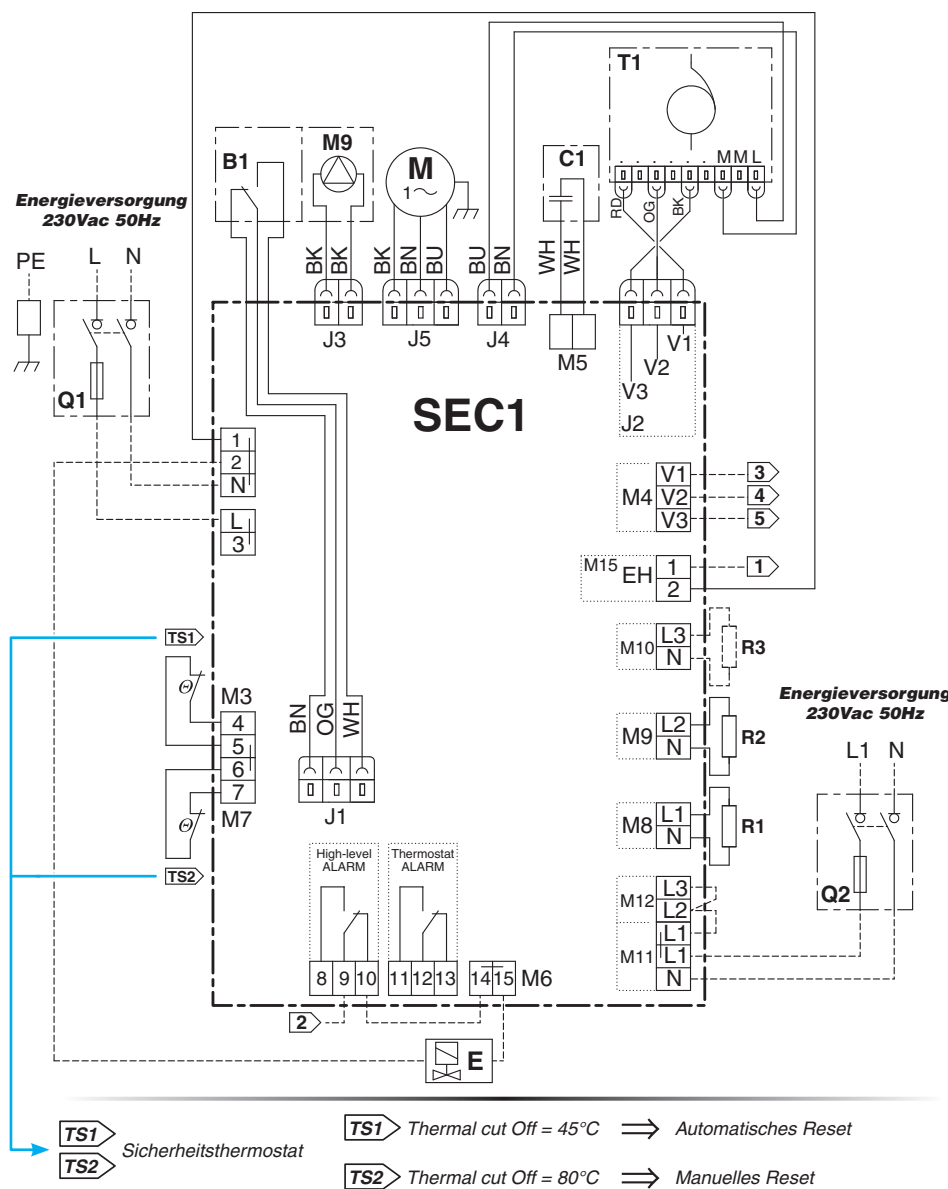 T1
B1
M9
C1
- - - - - - M M L
M
1~
RD
OG
BK
Energieversorgung
230Vac 50Hz
PE
L
N
BK
BK
BK
BN
BU
BU
BN
WH
WH
J3
J5
J4
M5
V1
V2
V3
J2
Q1
SEC1
1
2
N
L
3
M4
V1
V2
V3
3
4
5
M15
EH
1
2
1
TS1
M10
L3
N
R3
Θ
M3
4
5
6
7
M7
Θ
TS2
BN
OG
WH
J1
M9
L2
N
R2
Energieversorgung
230Vac 50Hz
L1
N
M8
L1
N
R1
Q2
High-level
ALARM
Thermostat
ALARM
M12
L3
L2
M11
L1
L1
N
8 9 10
11 12 13
14 15
M6
2
E
TS1
TS2
Sicherheitsthermostat
TS1 Thermal cut Off = 45°C ⇒ Automatisches Reset
TS2 Thermal cut Off = 80°C ⇒ Manuelles Reset